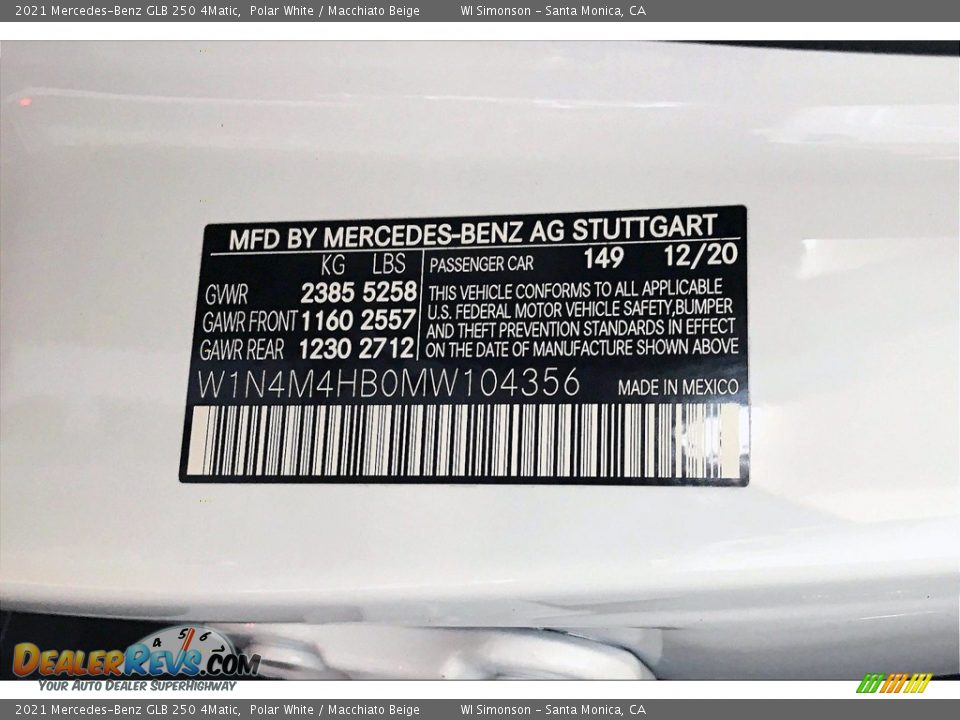 2021 Mercedes-Benz GLB 250 4Matic,  Polar White / Macchiato Beige        WI Simonson - Santa Monica, CA
MFD BY MERCEDES-BENZ AG STUTTGART
KG LBS PASSENGER CAR 149 12/20
GVWR 2385 5258 THIS VEHICLE CONFORMS TO ALL APPLICABLE
GAWR FRONT 1160 2557 U.S. FEDERAL MOTOR VEHICLE SAFETY,BUMPER
AND THEFT PREVENTION STANDARDS IN EFFECT
GAWR REAR 1230 2712 ON THE DATE OF MANUFACTURE SHOWN ABOVE
W1N4M4HB0MW104356 MADE IN MEXICO
4 5 6
DEALERREVS.COM
YOUR AUTO DEALER SUPERHIGHWAY
2021 Mercedes-Benz GLB 250 4Matic,  Polar White / Macchiato Beige        WI Simonson - Santa Monica, CA